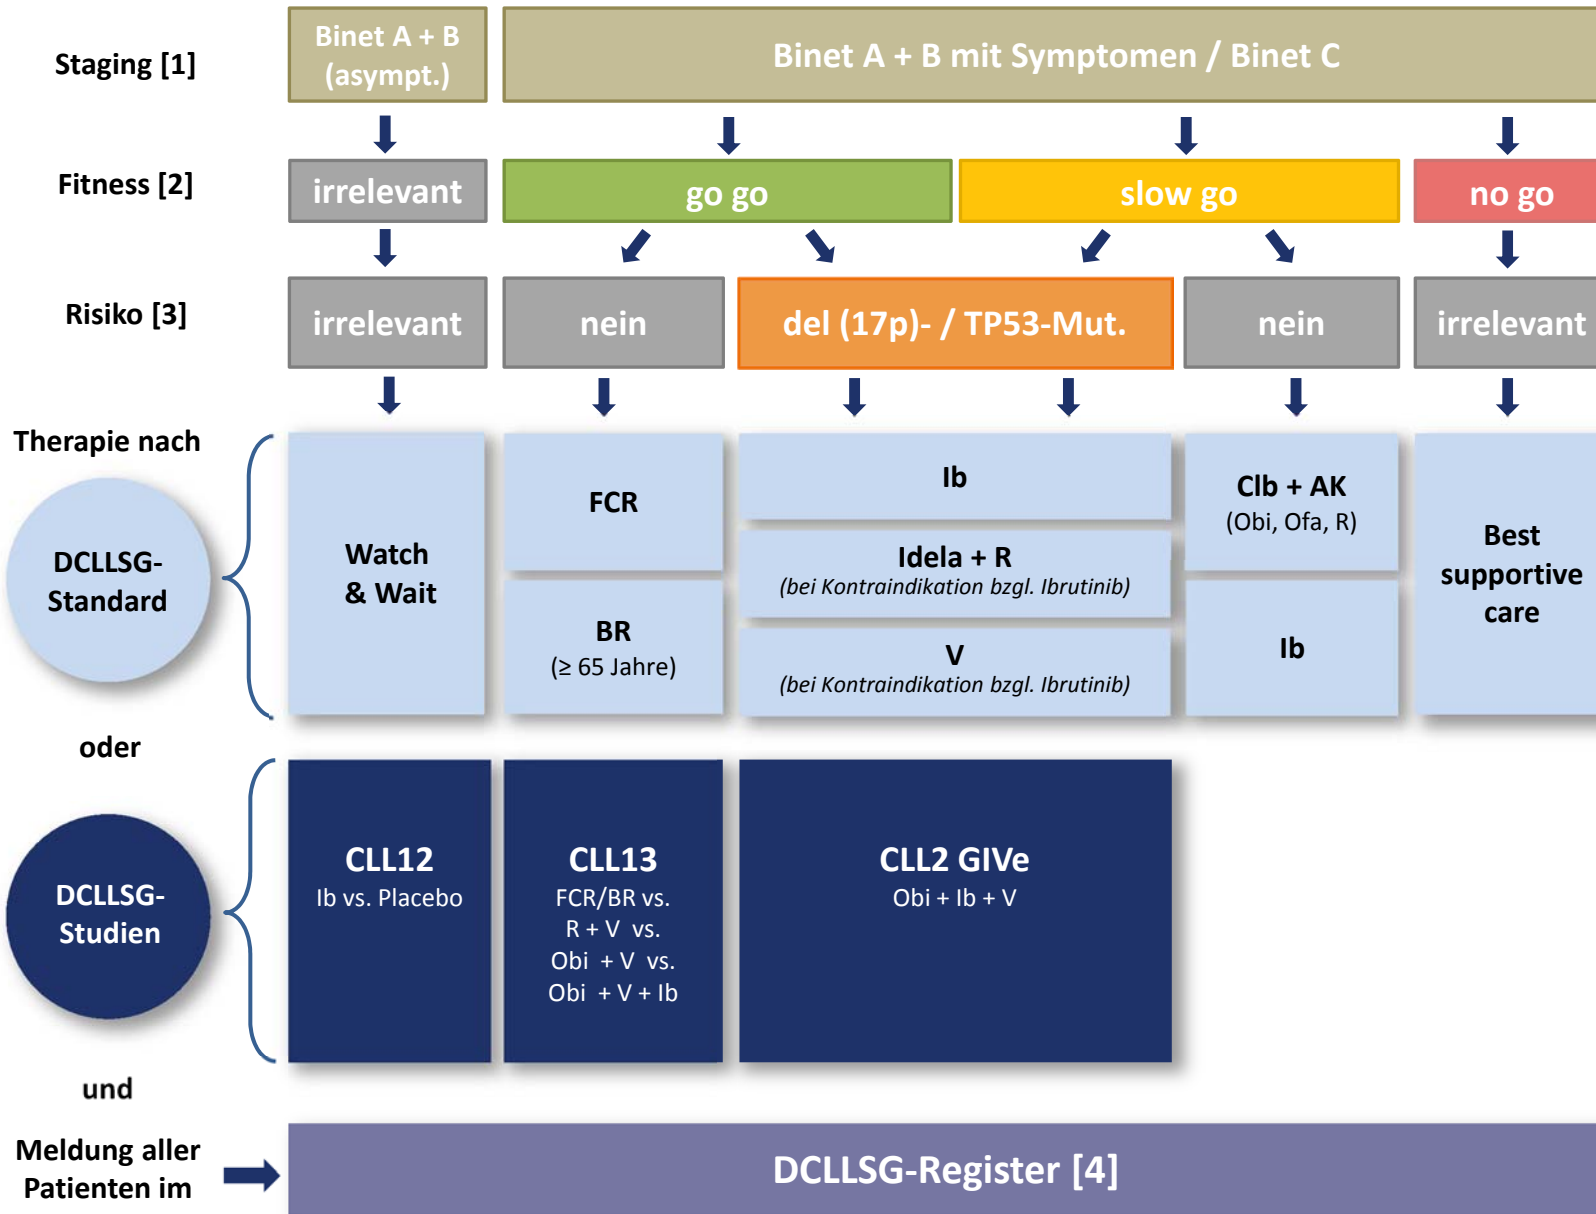 Staging [1]
Binet A + B
(asympt.)
Binet A + B mit Symptomen / Binet C
Fitness [2]
irrelevant
go go
slow go
no go
Risiko [3]
irrelevant
nein
del (17p)- / TP53-Mut.
nein
irrelevant
Therapie nach
DCLLSG-
Standard
Watch
& Wait
FCR
BR
(≥ 65 Jahre)
Ib
Idela + R
(bei Kontraindikation bzgl. Ibrutinib)
V
(bei Kontraindikation bzgl. Ibrutinib)
Clb + AK
(Obi, Ofa, R)
Ib
Best
supportive
care
oder
DCLLSG-
Studien
CLL12
Ib vs. Placebo
CLL13
FCR/BR vs.
R + V vs.
Obi + V vs.
Obi + V + Ib
CLL2 GIVe
Obi + Ib + V
und
Meldung aller
Patienten im
DCLLSG-Register [4]